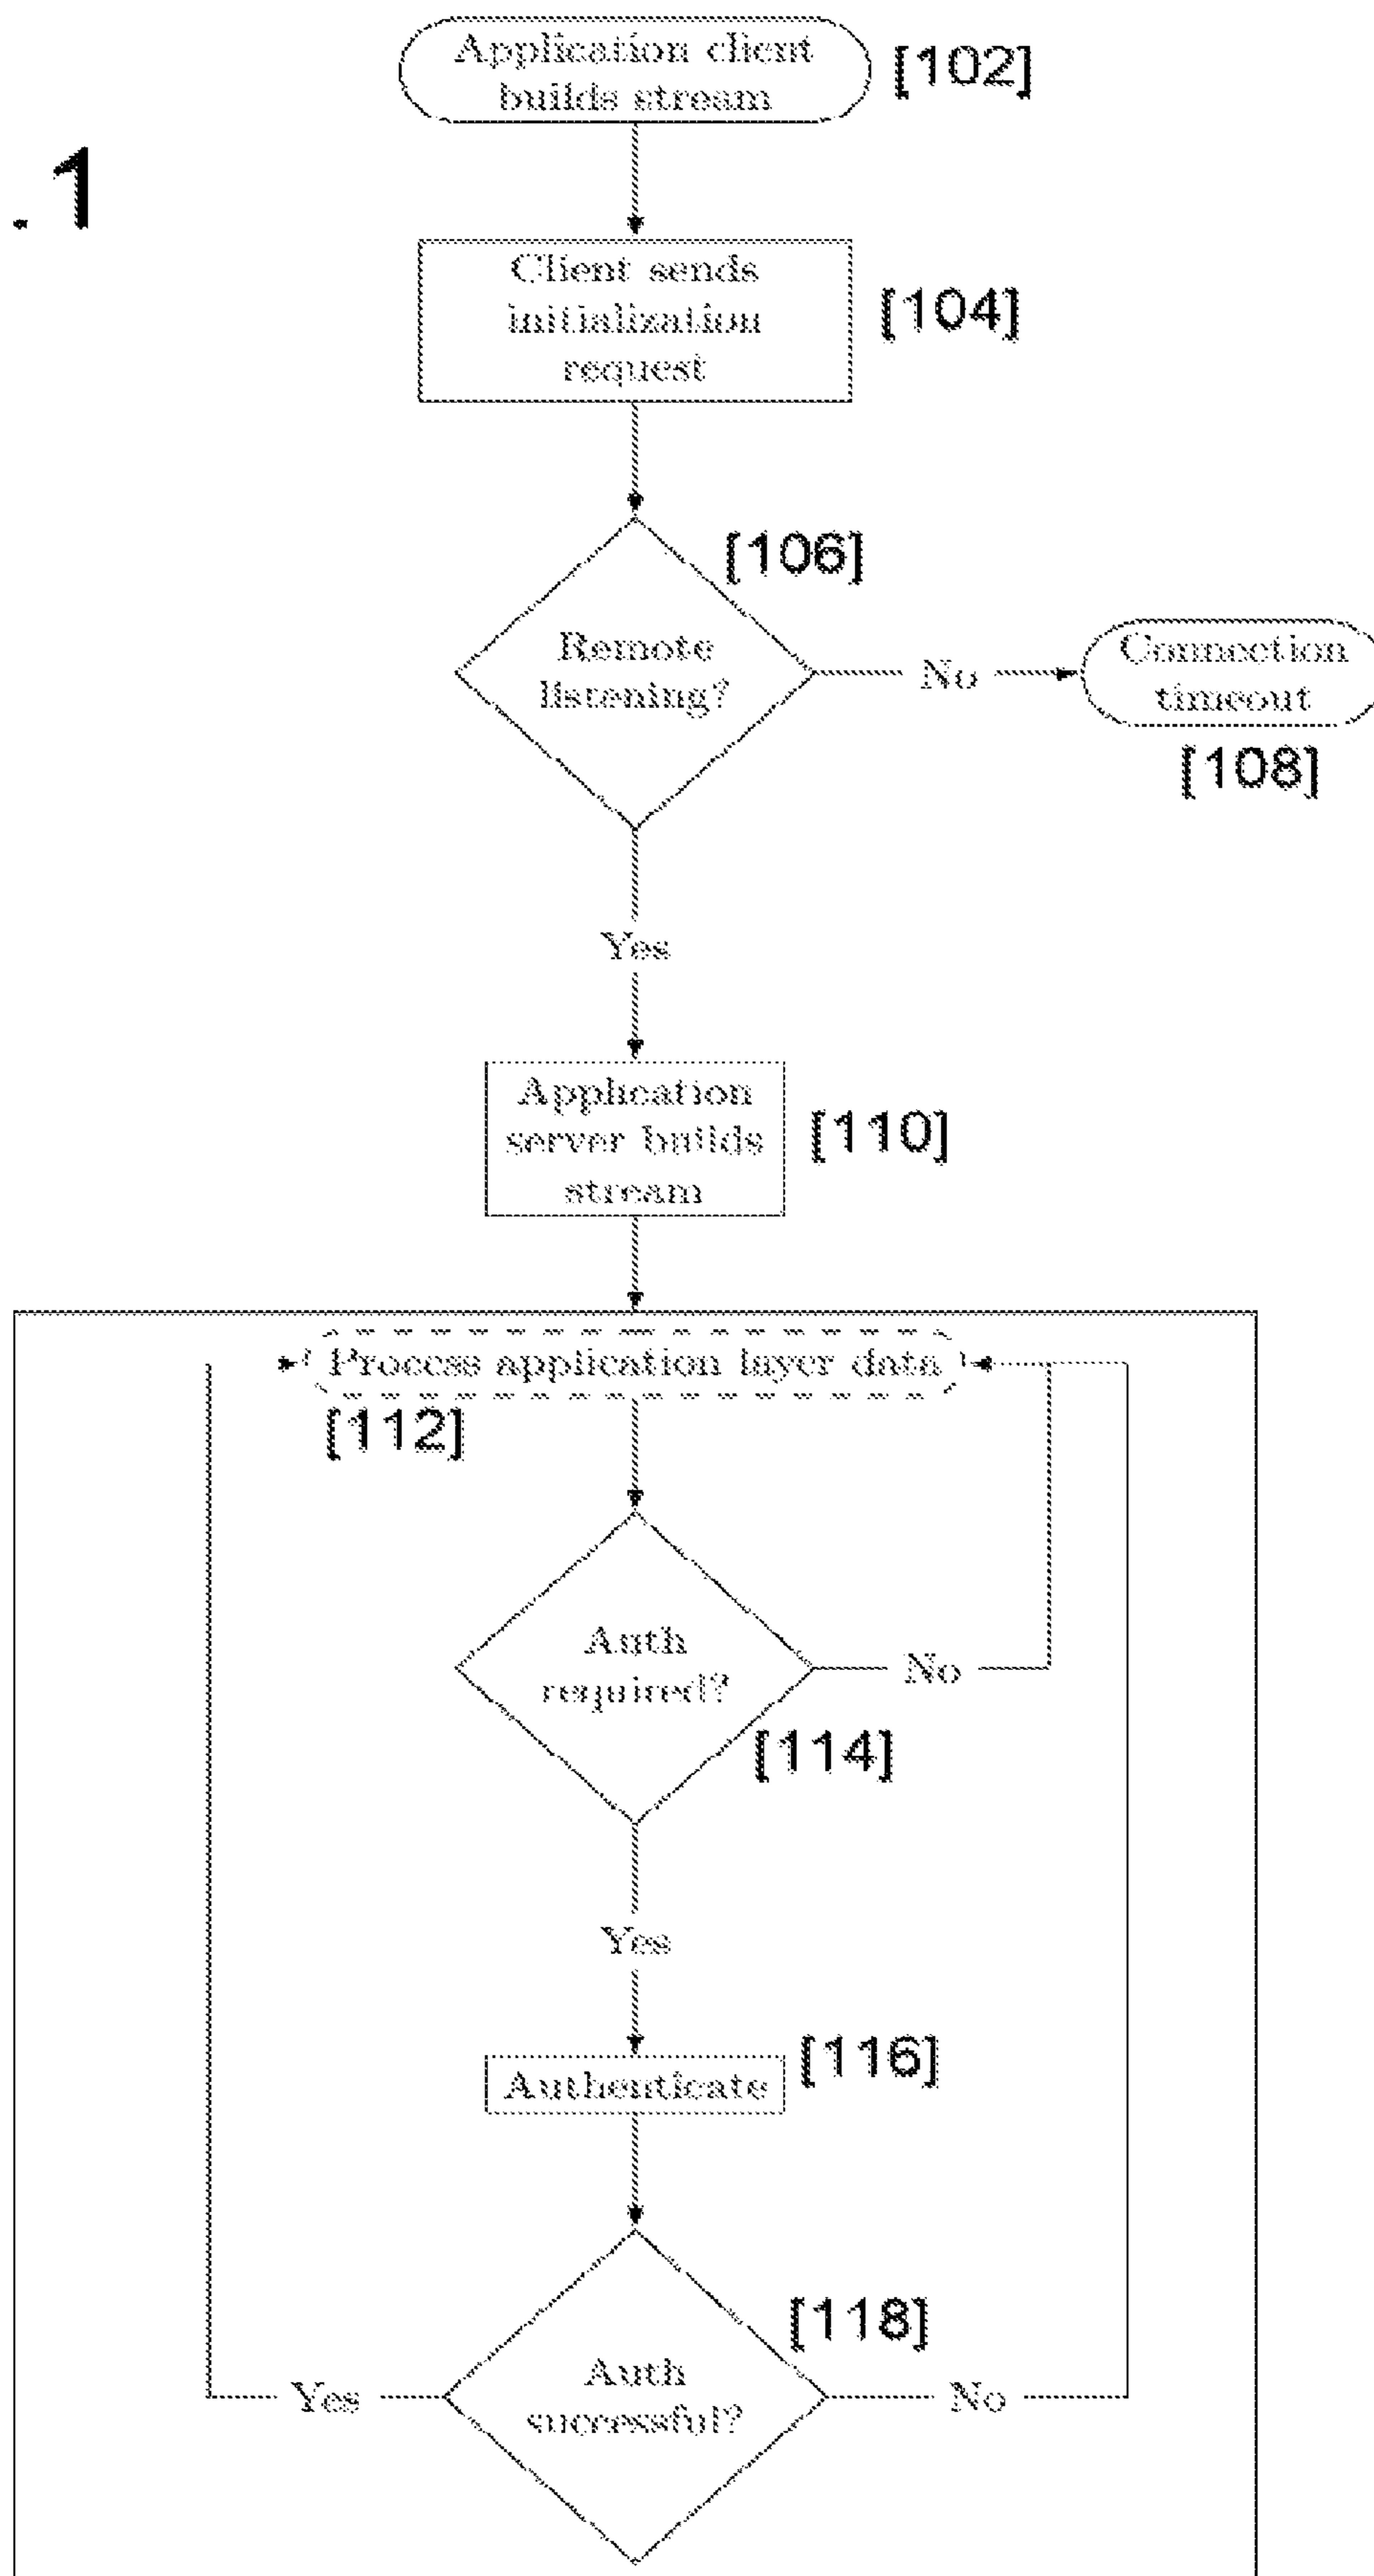 Application client
builds stream
[102]
.1
Client sends
initialization
request
[104]
[106]
Remote
listening?
No
Connection
timeout
[108]
Yes
Application
server builds
stream
[110]
Process application layer data
[112]
Auth
required?
No
[114]
Yes
Authenticate
[116]
[118]
Auth
successful?
Yes
No